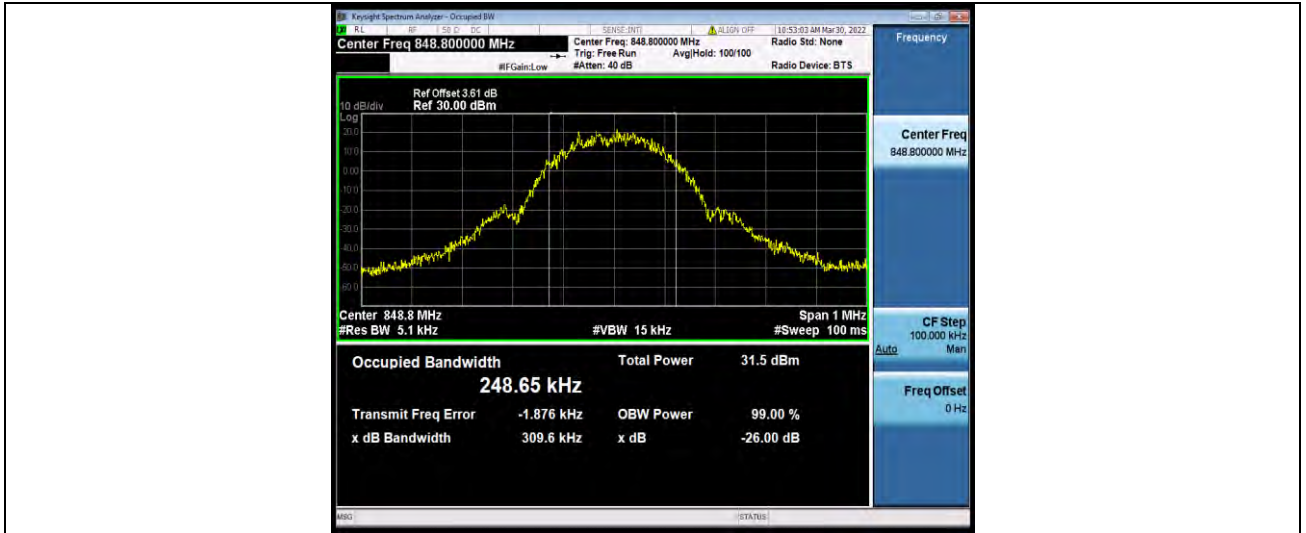 Keysight Spectrum Analyzer - Occupied BW
RL RF 50 Ω DC SENSE:INT ALIGN OFF 10:53:03 AM Mar 30, 2022
Center Freq 848.800000 MHz
Center Freq: 848.800000 MHz
Radio Std: None
Trig: Free Run Avg|Hold: 100/100
#IFGain:Low #Atten: 40 dB Radio Device: BTS
Frequency
Ref Offset 3.61 dB
10 dB/div Ref 30.00 dBm
Log
20.0
10.0
0.00
-10.0
-20.0
-30.0
-40.0
-50.0
-60.0
Center Freq
848.800000 MHz
Center 848.8 MHz Span 1 MHz
#Res BW 5.1 kHz #VBW 15 kHz #Sweep 100 ms
CF Step
100.000 kHz
Auto Man
Occupied Bandwidth Total Power 31.5 dBm
248.65 kHz
Freq Offset
0 Hz
Transmit Freq Error -1.876 kHz OBW Power 99.00 %
x dB Bandwidth 309.6 kHz x dB -26.00 dB
MSG STATUS